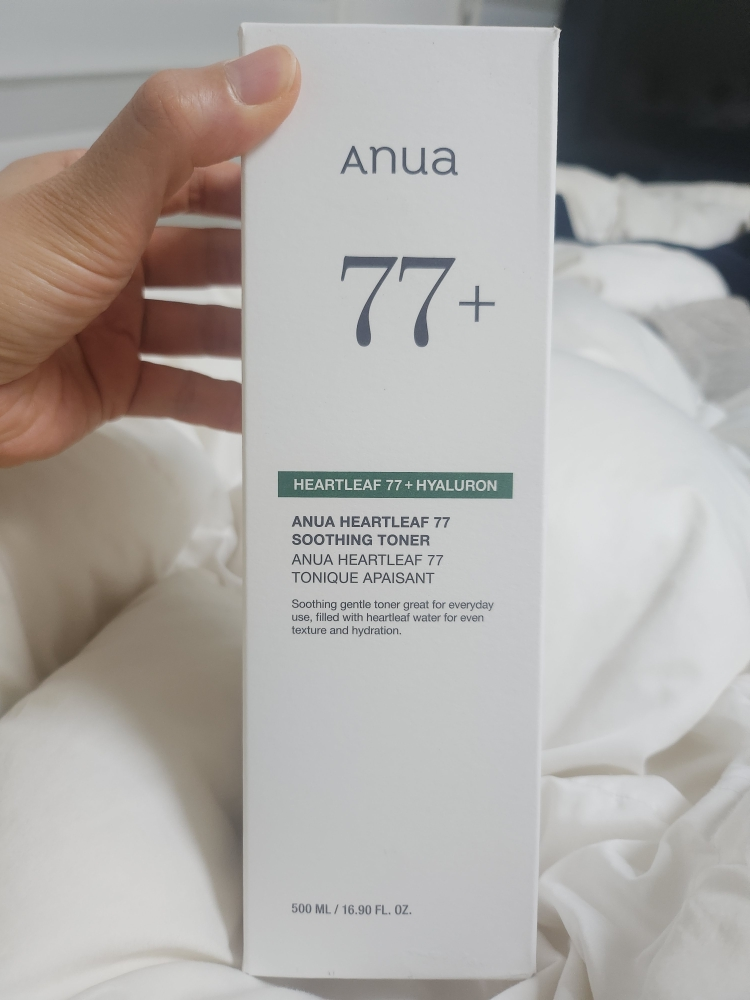 Anua
77+
HEARTLEAF 77+HYALURON
ANUA HEARTLEAF 77
SOOTHING TONER
ANUA HEARTLEAF 77
TONIQUE APAISANT
Soothing gentle toner great for everyday
use, filled with heartleaf water for even
texture and hydration.
500 ML / 16.90 FL. OZ.